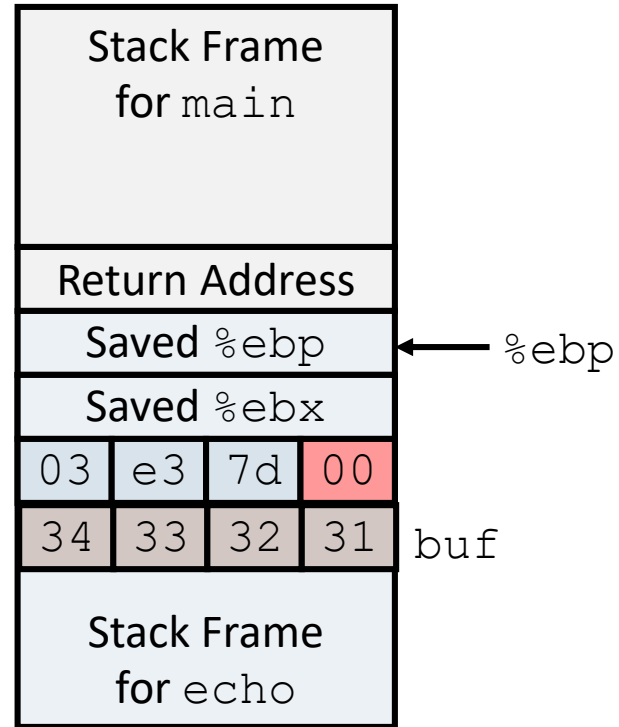 Stack Frame
for main
Return Address
Saved %ebp
%ebp
Saved %ebx
03 e3 7d 00
34 33 32 31 buf
Stack Frame
for echo